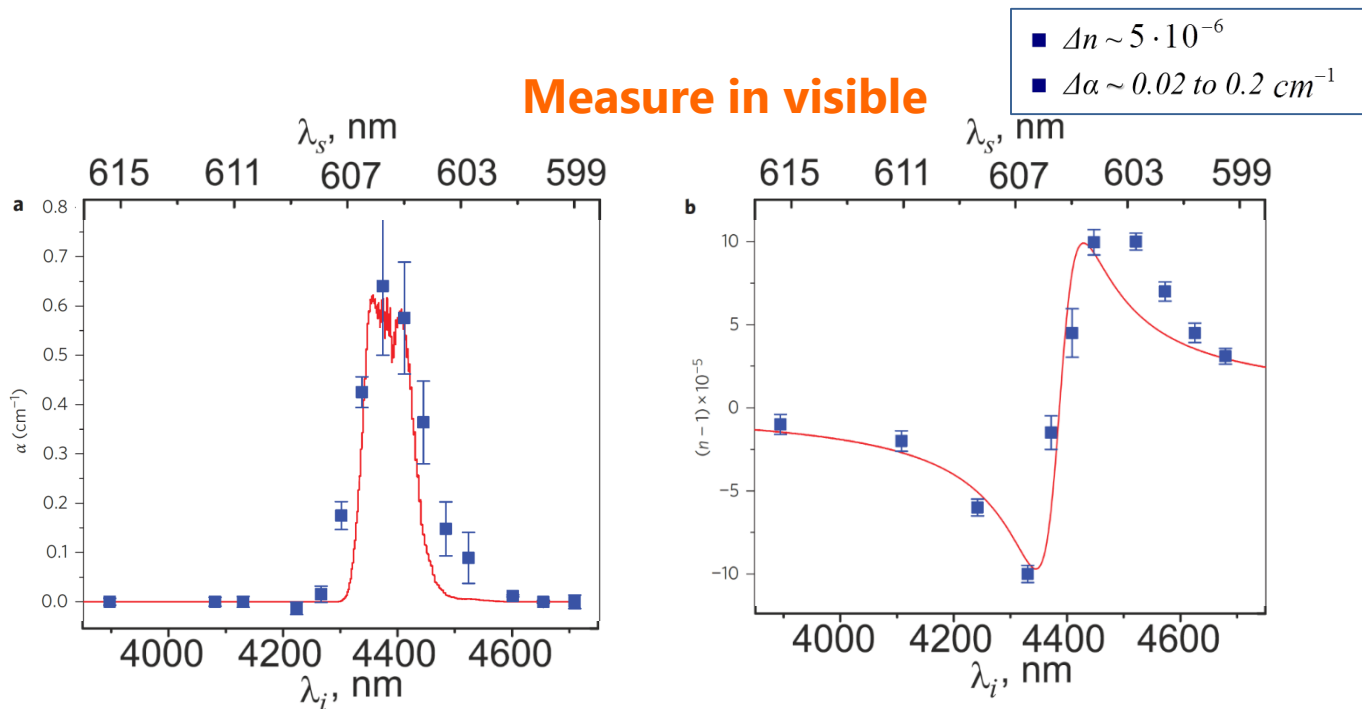 Δn ~ 5·10⁻⁶
Δα ~ 0.02 to 0.2 cm⁻¹
Measure in visible
λs, nm
615 611 607 603 599
a
0.8
0.7
0.6
0.5
0.4
0.3
0.2
0.1
0.0
α (cm⁻¹)
4000 4200 4400 4600
λi, nm
λs, nm
615 611 607 603 599
b
10
5
0
−5
−10
(n − 1) × 10⁻⁵
4000 4200 4400 4600
λi, nm